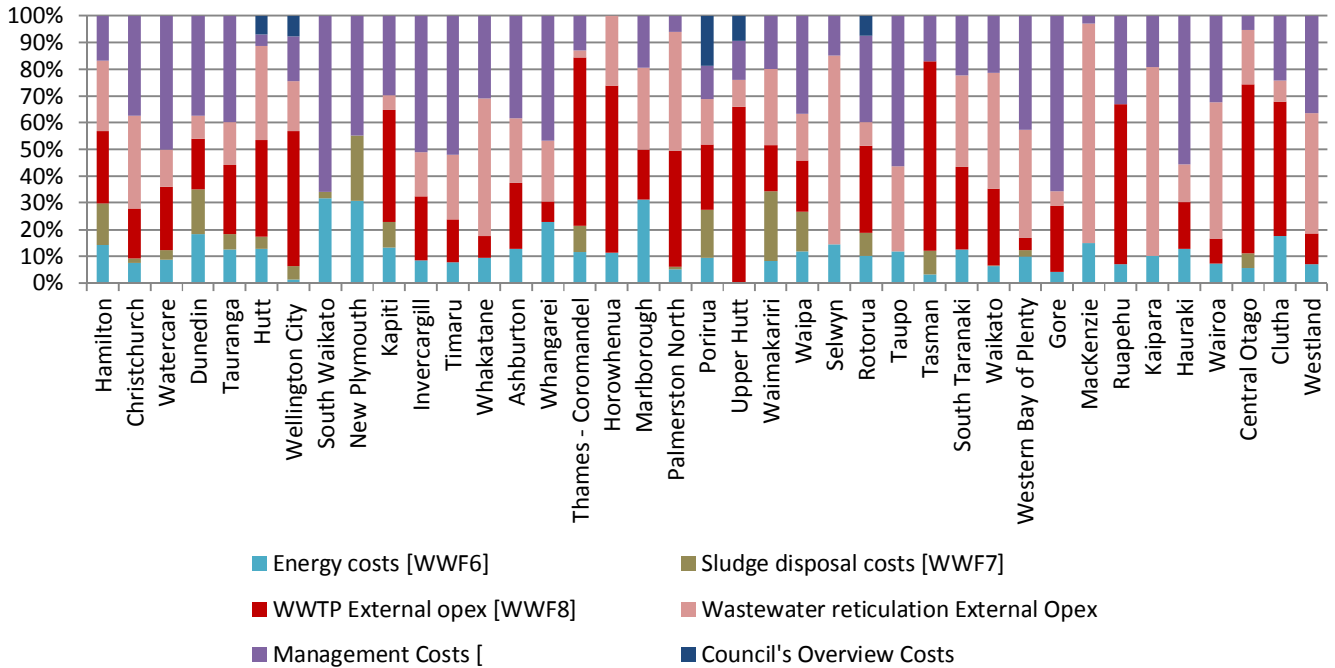 100%
90%
80%
70%
60%
50%
40%
30%
20%
10%
0%
Hamilton
Christchurch
Watercare
Dunedin
Tauranga
Hutt
Wellington City
South Waikato
New Plymouth
Kapiti
Invercargill
Timaru
Whakatane
Ashburton
Whangarei
Thames - Coromandel
Horowhenua
Marlborough
Palmerston North
Porirua
Upper Hutt
Waimakariri
Waipa
Selwyn
Rotorua
Taupo
Tasman
South Taranaki
Waikato
Western Bay of Plenty
Gore
MacKenzie
Ruapehu
Kaipara
Hauraki
Wairoa
Central Otago
Clutha
Westland
Energy costs [WWF6]
Sludge disposal costs [WWF7]
WWTP External opex [WWF8]
Wastewater reticulation External Opex
Management Costs [
Council's Overview Costs